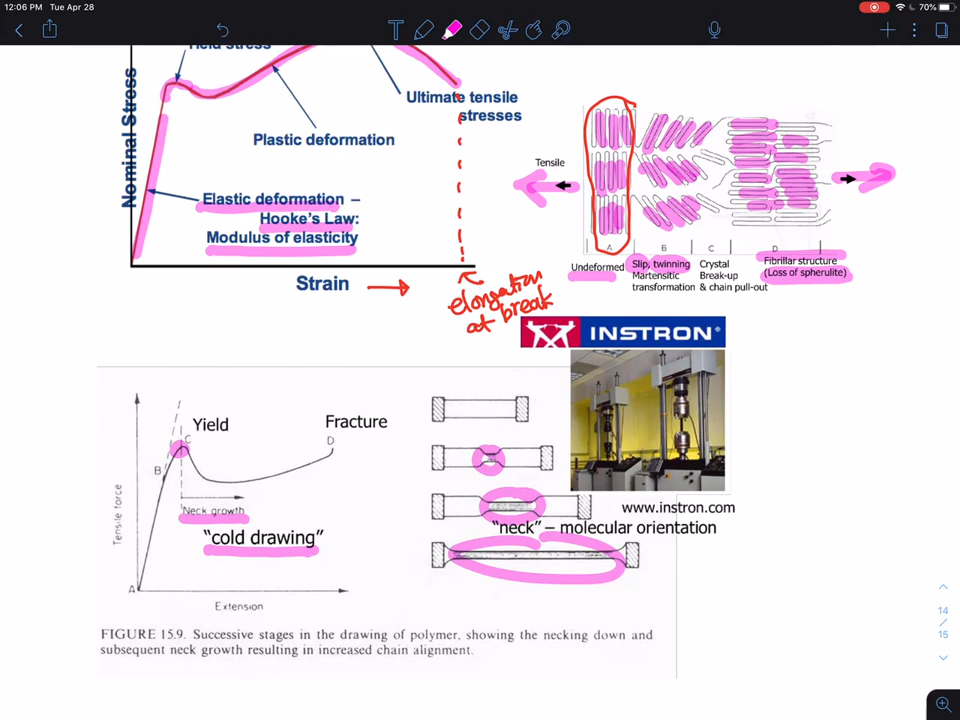 12:06 PM Tue Apr 28
70%
T
Yield stress
Nominal Stress
Ultimate tensile
stresses
Plastic deformation
Elastic deformation –
Hooke's Law:
Modulus of elasticity
Strain
elongation
at break
Tensile
A B C D
Undeformed
Slip, twinning
Martensitic
transformation
Crystal
Break-up
& chain pull-out
Fibrillar structure
(Loss of spherulite)
INSTRON®
Yield
Fracture
C
D
B
Neck growth
"cold drawing"
Tensile force
A
Extension
www.instron.com
"neck" – molecular orientation
FIGURE 15.9. Successive stages in the drawing of polymer, showing the necking down and
subsequent neck growth resulting in increased chain alignment.
14
/
15